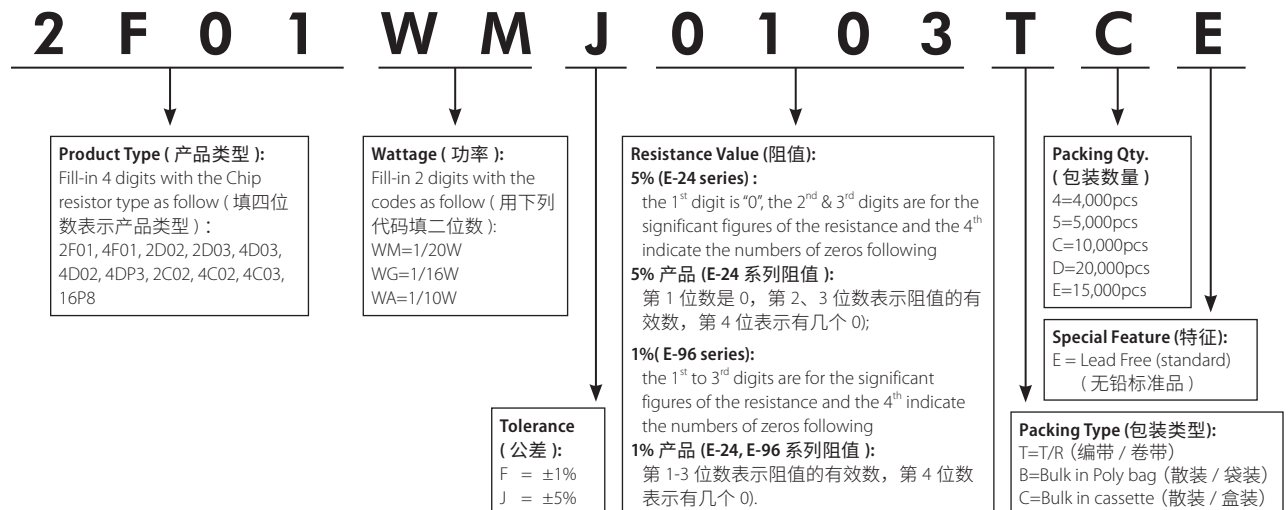 2 F 0 1 W M J 0 1 0 3 T C E
Product Type ( 产品类型 ):
Fill-in 4 digits with the Chip
resistor type as follow ( 填四位
数表示产品类型 ) :
2F01, 4F01, 2D02, 2D03, 4D03,
4D02, 4DP3, 2C02, 4C02, 4C03,
16P8
Wattage ( 功率 ):
Fill-in 2 digits with the
codes as follow ( 用下列
代码填二位数 ):
WM=1/20W
WG=1/16W
WA=1/10W
Tolerance
( 公差 ):
F = ±1%
J = ±5%
Resistance Value (阻值):
5% (E-24 series) :
the 1st digit is "0", the 2nd & 3rd digits are for the
significant figures of the resistance and the 4th
indicate the numbers of zeros following
5% 产品 (E-24 系列阻值 ):
第 1 位数是 0，第 2、3 位数表示阻值的有
效数，第 4 位表示有几个 0);
1%( E-96 series):
the 1st to 3rd digits are for the significant
figures of the resistance and the 4th indicate
the numbers of zeros following
1% 产品 (E-24, E-96 系列阻值 ):
第 1-3 位数表示阻值的有效数，第 4 位数
表示有几个 0).
Packing Qty.
( 包装数量 )
4=4,000pcs
5=5,000pcs
C=10,000pcs
D=20,000pcs
E=15,000pcs
Special Feature (特征):
E = Lead Free (standard)
( 无铅标准品 )
Packing Type (包装类型):
T=T/R（编带 / 卷带）
B=Bulk in Poly bag（散装 / 袋装）
C=Bulk in cassette（散装 / 盒装）